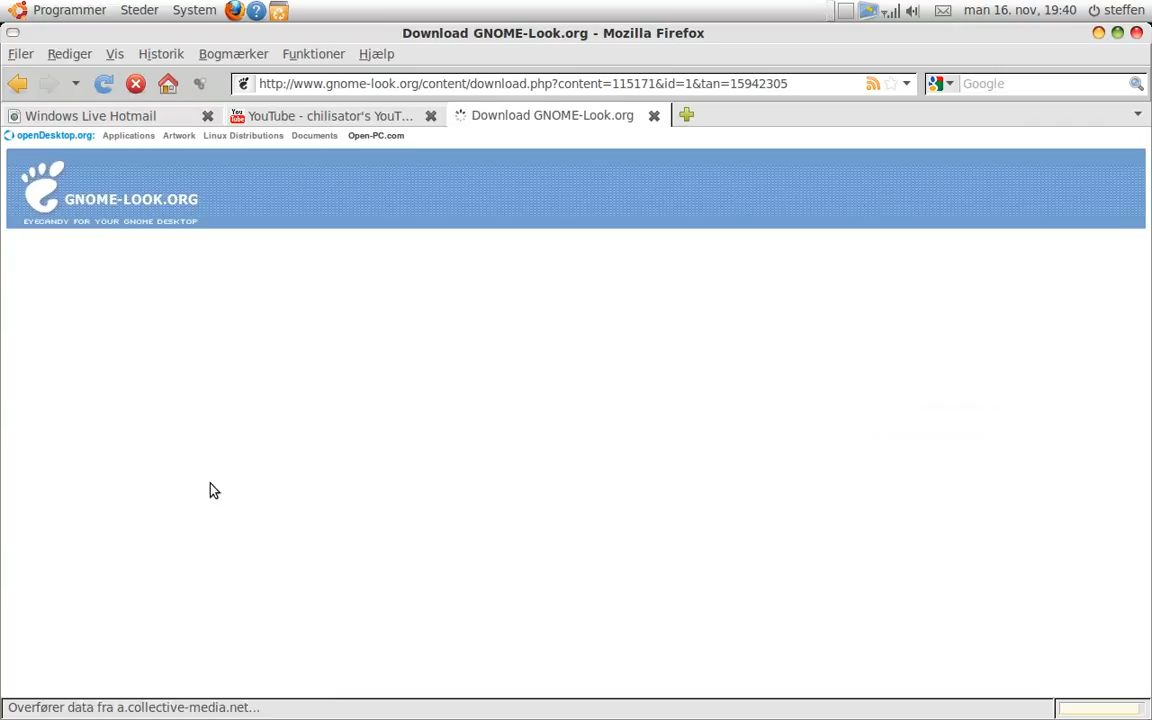 Programmer Steder System man 16. nov, 19:40 steffen
Download GNOME-Look.org - Mozilla Firefox
Filer Rediger Vis Historik Bogmærker Funktioner Hjælp
http://www.gnome-look.org/content/download.php?content=115171&id=1&tan=15942305 Google
Windows Live Hotmail YouTube - chilisator's YouT... Download GNOME-Look.org
openDesktop.org: Applications Artwork Linux Distributions Documents Open-PC.com
GNOME-LOOK.ORG
EYECANDY FOR YOUR GNOME DESKTOP
Overfører data fra a.collective-media.net...